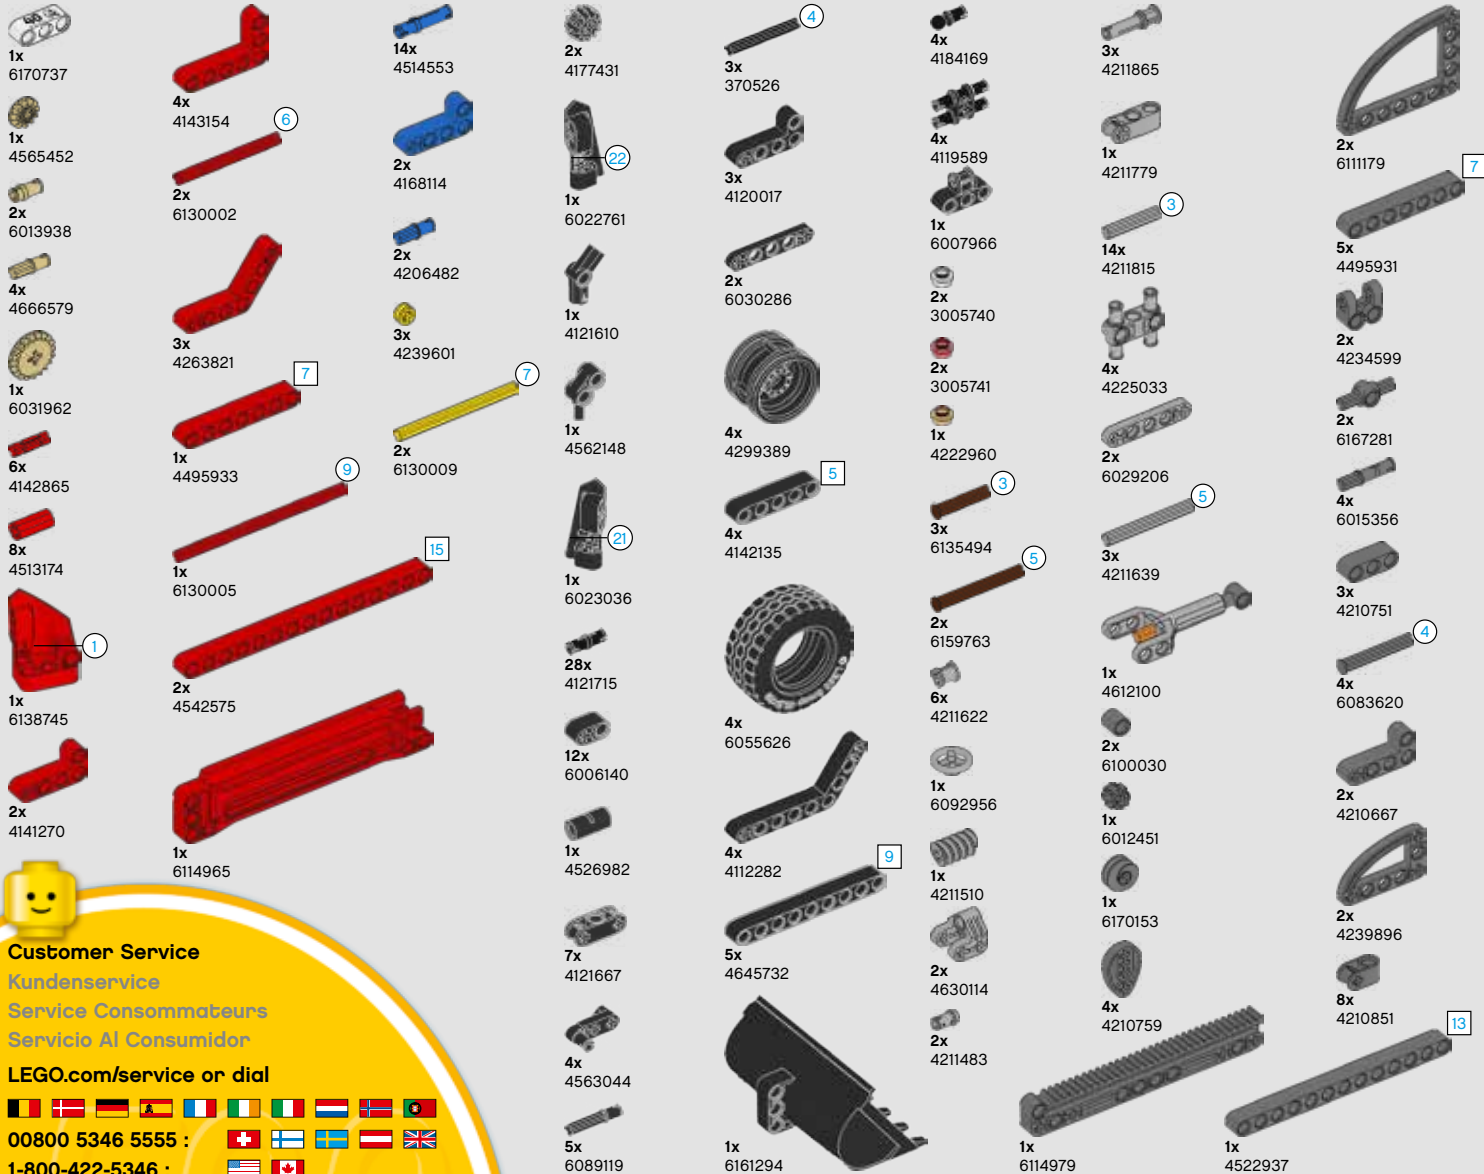 1x
6170737
1x
4565452
2x
6013938
4x
4666579
1x
6031962
6x
4142865
8x
4513174
1
1x
6138745
2x
4141270
4x
4143154
6
2x
6130002
3x
4263821
7
1x
4495933
9
1x
6130005
15
2x
4542575
1x
6114965
14x
4514553
2x
4168114
2x
4206482
3x
4239601
7
2x
6130009
2x
4177431
22
1x
6022761
1x
4121610
1x
4562148
21
1x
6023036
28x
4121715
12x
6006140
1x
4526982
7x
4121667
4x
4563044
5x
6089119
4
3x
370526
3x
4120017
2x
6030286
4x
4299389
5
4x
4142135
4x
6055626
4x
4112282
9
5x
4645732
1x
6161294
4x
4184169
4x
4119589
1x
6007966
2x
3005740
2x
3005741
1x
4222960
3
3x
6135494
5
2x
6159763
6x
4211622
1x
6092956
1x
4211510
2x
4630114
2x
4211483
3x
4211865
1x
4211779
3
14x
4211815
4x
4225033
2x
6029206
5
3x
4211639
1x
4612100
2x
6100030
1x
6012451
1x
6170153
4x
4210759
1x
6114979
2x
6111179
7
5x
4495931
2x
4234599
2x
6167281
4x
6015356
3x
4210751
4
4x
6083620
2x
4210667
2x
4239896
8x
4210851
13
1x
4522937
Customer Service
Kundenservice
Service Consommateurs
Servicio Al Consumidor
LEGO.com/service or dial
00800 5346 5555 :
1-800-422-5346 :